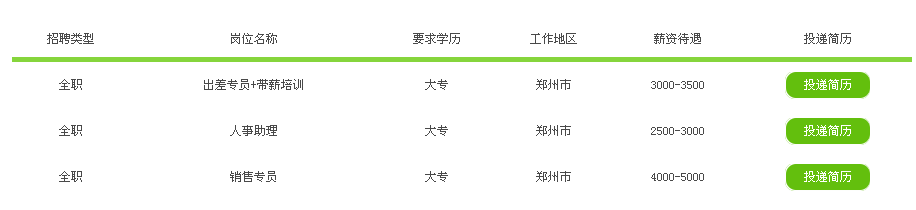 招聘类型 岗位名称 要求学历 工作地区 薪资待遇 投递简历
全职 出差专员+带薪培训 大专 郑州市 3000-3500 投递简历
全职 人事助理 大专 郑州市 2500-3000 投递简历
全职 销售专员 大专 郑州市 4000-5000 投递简历